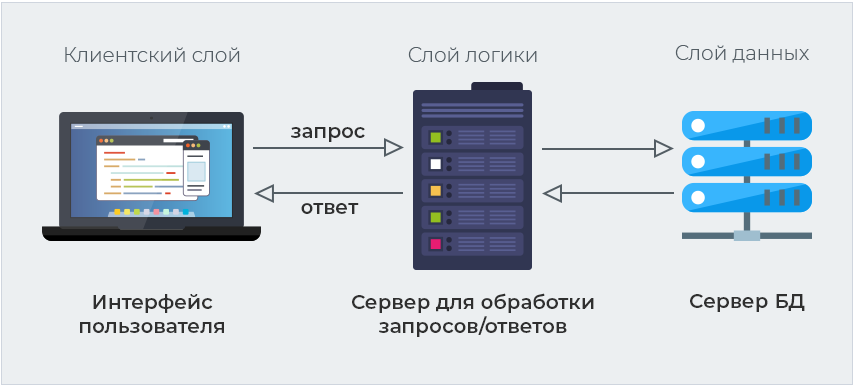 Клиентский слой
Слой логики
Слой данных
запрос
ответ
Интерфейс
пользователя
Сервер для обработки
запросов/ответов
Сервер БД